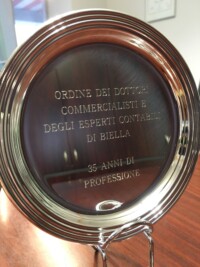 ORDINE DEI DOTTORI
COMMERCIALISTI E
DEGLI ESPERTI CONTABILI
DI BIELLA
35 ANNI DI
PROFESSIONE